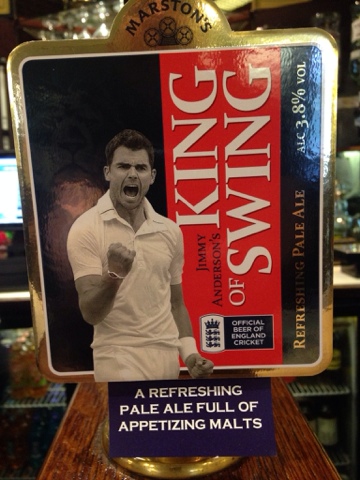 MARSTON'S
JIMMY
ANDERSON'S
KING
OF SWING
REFRESHING PALE ALE
ALC 3.8% VOL
OFFICIAL
BEER OF
ENGLAND
CRICKET
A REFRESHING
PALE ALE FULL OF
APPETIZING MALTS